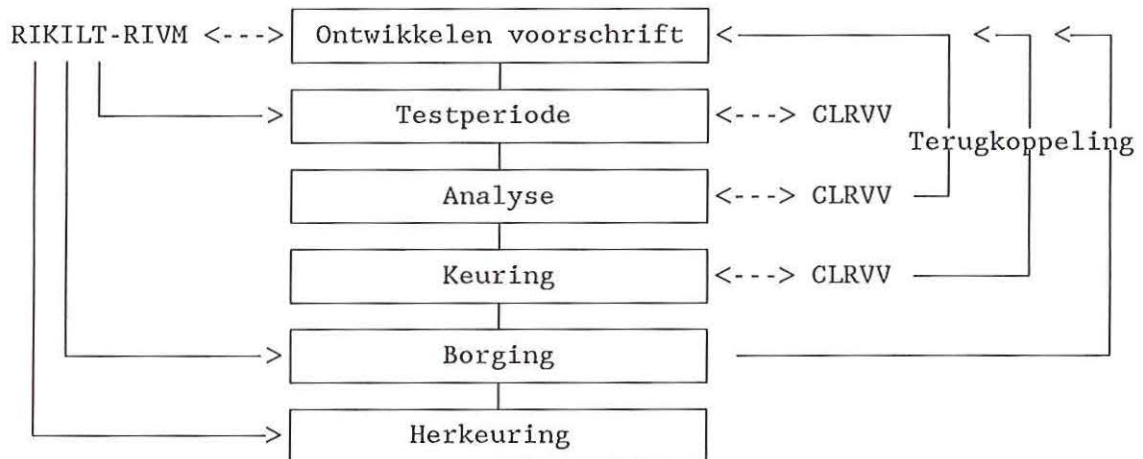 RIKILT-RIVM <---> Ontwikkelen voorschrift < < <
> Testperiode <---> CLRVV
Terugkoppeling
Analyse <---> CLRVV
Keuring <---> CLRVV
> Borging
> Herkeuring